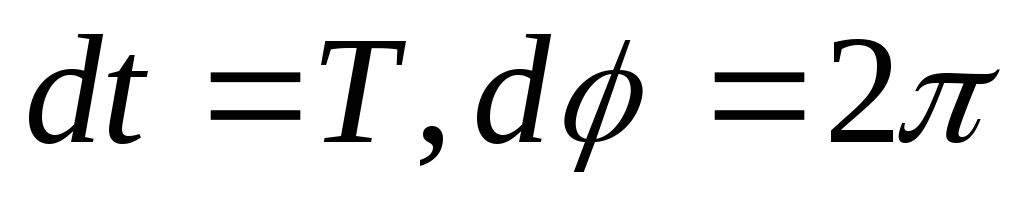 dt =T, dϕ =2π